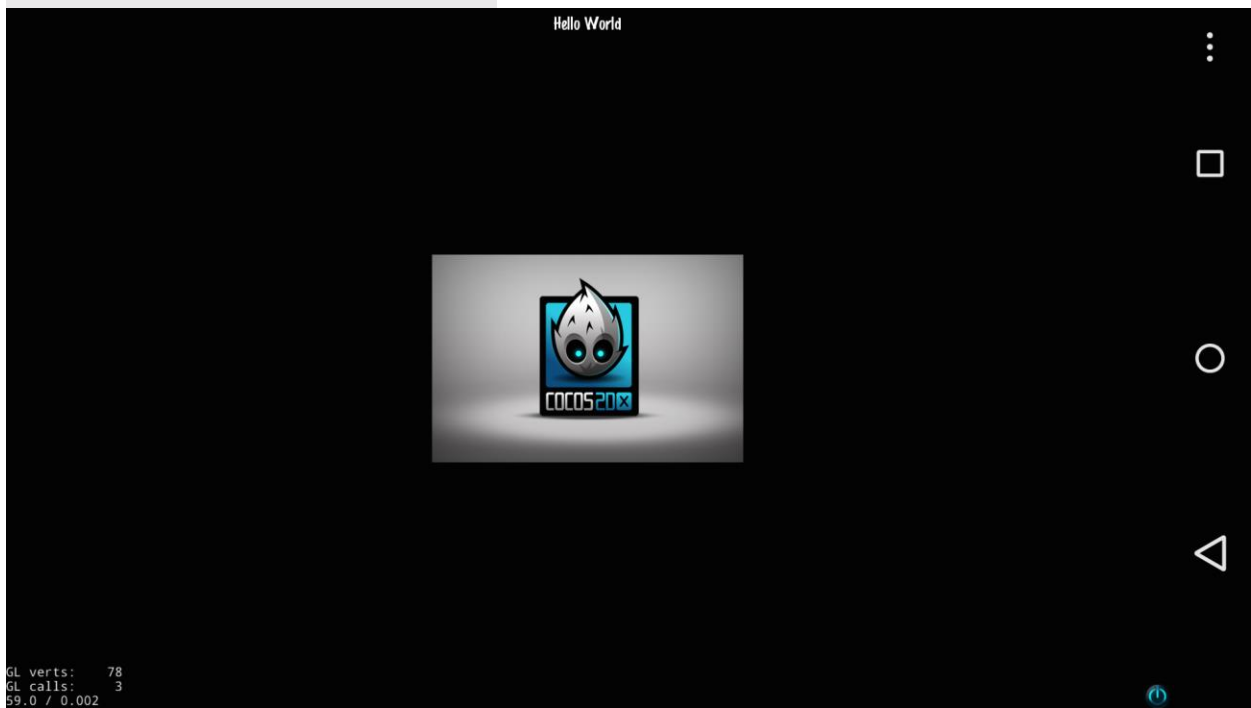 Hello World
COCOS2DX
GL verts: 78
GL calls: 3
59.0 / 0.002